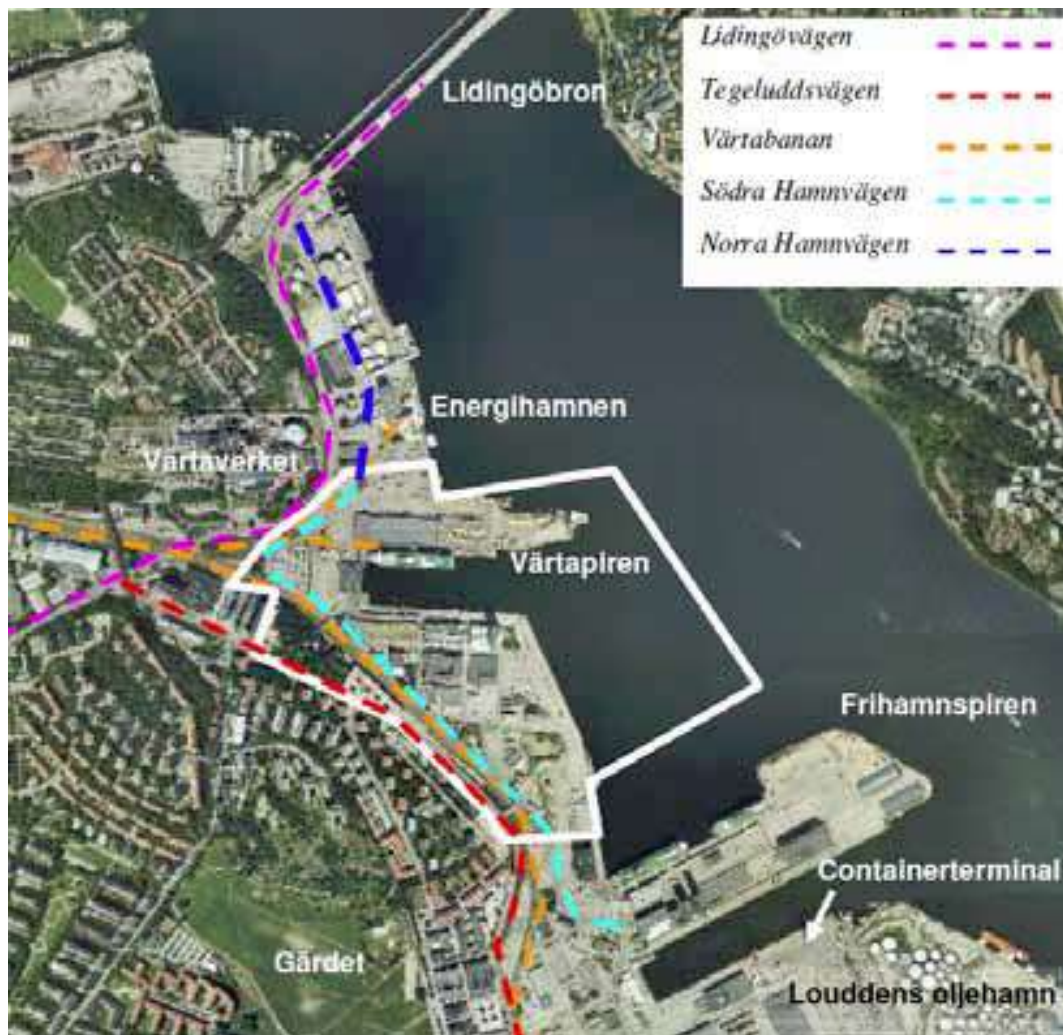 Lidingövägen
Tegeluddsvägen
Värtabanan
Södra Hamnvägen
Norra Hamnvägen
Lidingöbron
Energihamnen
Värtaverket
Värtapiren
Frihamnspiren
Containerterminal
Gärdet
Louddens oljehamn